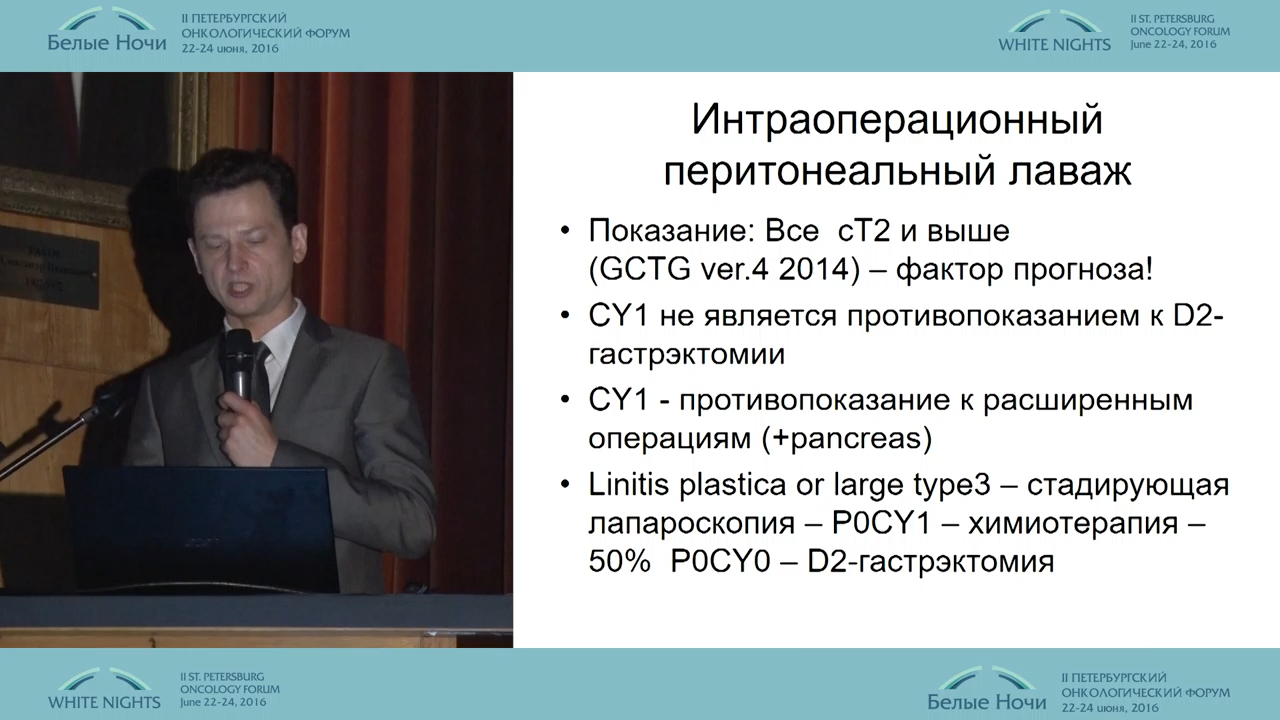 Белые Ночи
II ПЕТЕРБУРГСКИЙ
ОНКОЛОГИЧЕСКИЙ ФОРУМ
22-24 июня, 2016
WHITE NIGHTS
II ST. PETERSBURG
ONCOLOGY FORUM
June 22-24, 2016
Интраоперационный
перитонеальный лаваж
• Показание: Все сТ2 и выше
(GCTG ver.4 2014) – фактор прогноза!
• CY1 не является противопоказанием к D2-
гастрэктомии
• CY1 - противопоказание к расширенным
операциям (+pancreas)
• Linitis plastica or large type3 – стадирующая
лапароскопия – P0CY1 – химиотерапия –
50% P0CY0 – D2-гастрэктомия
WHITE NIGHTS
II ST. PETERSBURG
ONCOLOGY FORUM
June 22-24, 2016
Белые Ночи
II ПЕТЕРБУРГСКИЙ
ОНКОЛОГИЧЕСКИЙ ФОРУМ
22-24 июня, 2016